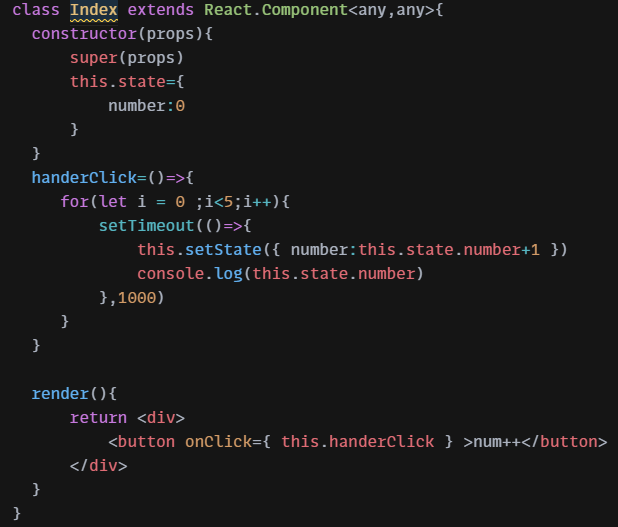 class Index extends React.Component<any,any>{
  constructor(props){
      super(props)
      this.state={
          number:0
      }
  }
  handerClick=()=>{
     for(let i = 0 ;i<5;i++){
         setTimeout(()=>{
             this.setState({ number:this.state.number+1 })
             console.log(this.state.number)
         },1000)
     }
  }

  render(){
      return <div>
          <button onClick={ this.handerClick } >num++</button>
      </div>
  }
}